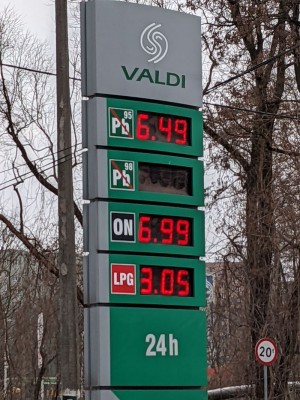 VALDI
95
Pb 6.49
98
Pb
ON 6.99
LPG 3.05
24h
20